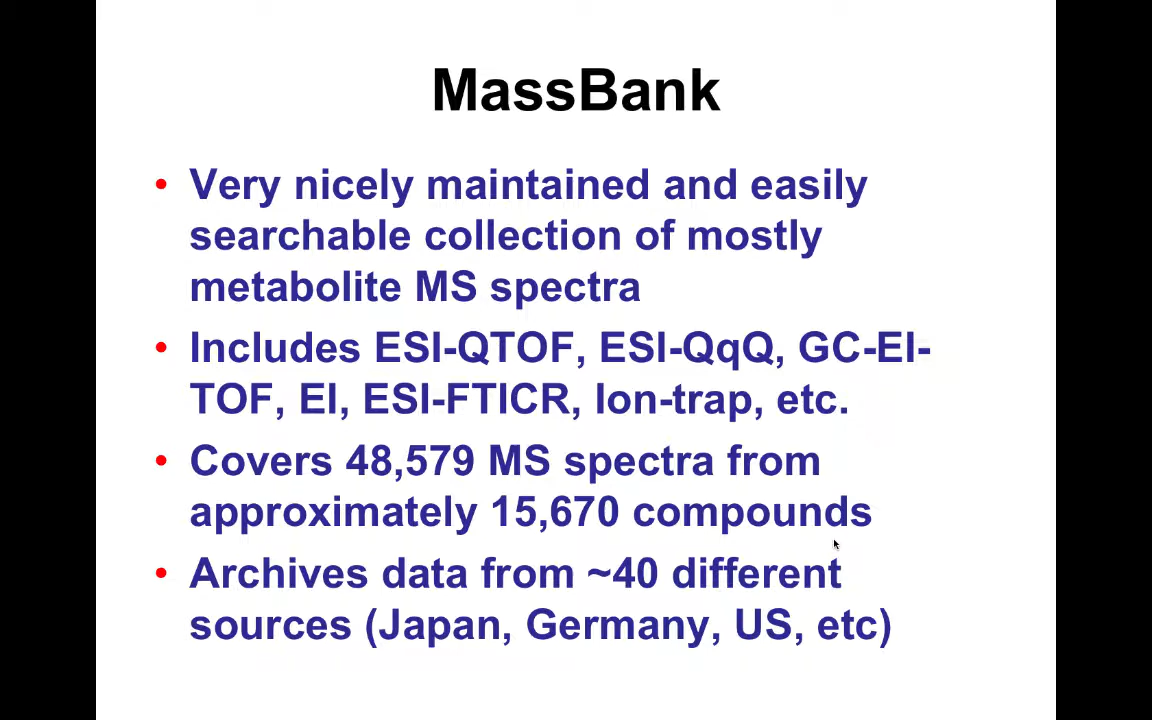 MassBank
• Very nicely maintained and easily
searchable collection of mostly
metabolite MS spectra
• Includes ESI-QTOF, ESI-QqQ, GC-EI-
TOF, EI, ESI-FTICR, Ion-trap, etc.
• Covers 48,579 MS spectra from
approximately 15,670 compounds
• Archives data from ~40 different
sources (Japan, Germany, US, etc)